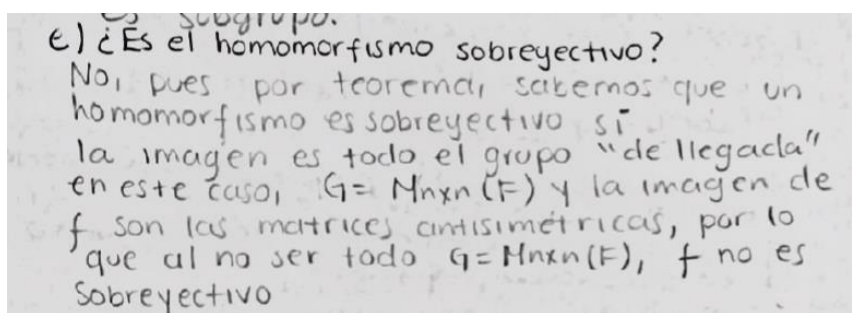 es subgrupo.
e) ¿Es el homomorfismo sobreyectivo?
No, pues por teorema, sabemos que un
homomorfismo es sobreyectivo si
la imagen es todo el grupo "de llegada"
en este caso, G = Mnxn (F) y la imagen de
f son las matrices antisimétricas, por lo
que al no ser todo G = Mnxn (F), f no es
Sobreyectivo